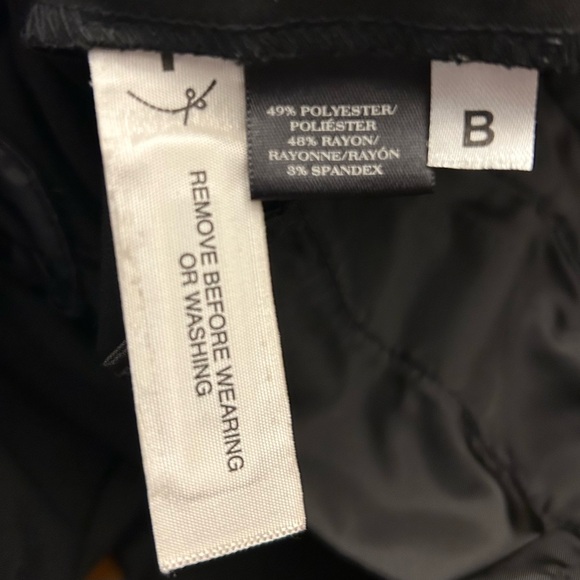 49% POLYESTER/
POLIÉSTER
48% RAYON/
RAYONNE/RAYÓN
3% SPANDEX
B
REMOVE BEFORE WEARING
OR WASHING